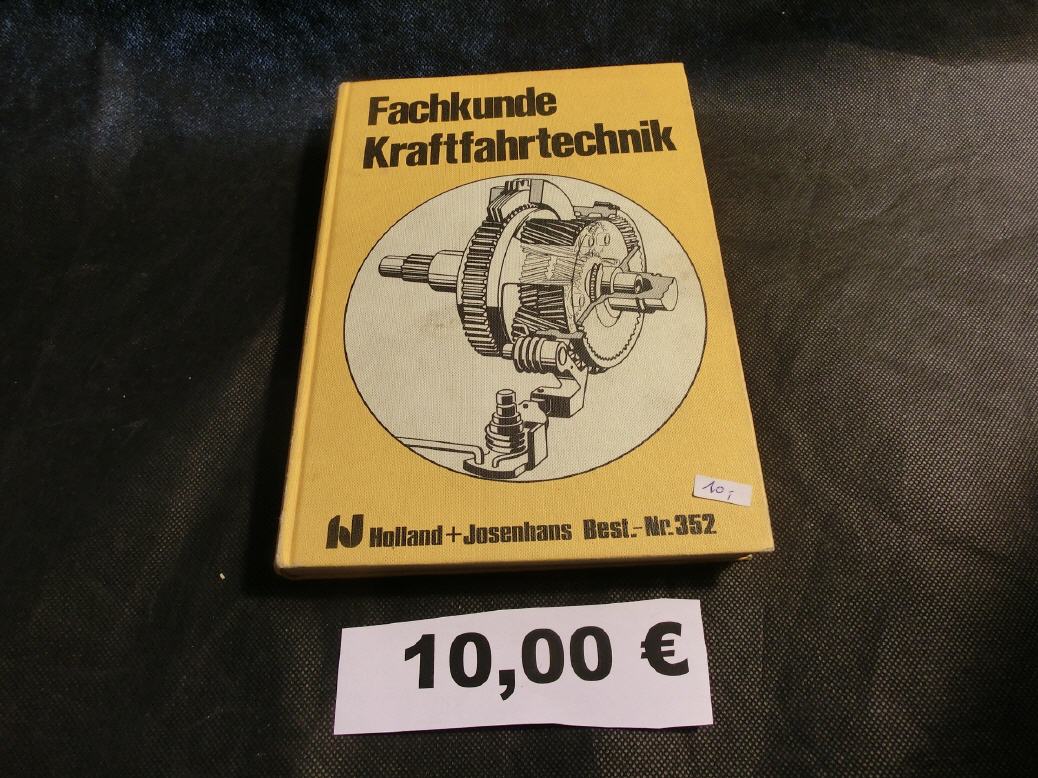 Fachkunde
Kraftfahrtechnik
10,-
Holland+Josenhans Best.-Nr.352
10,00 €